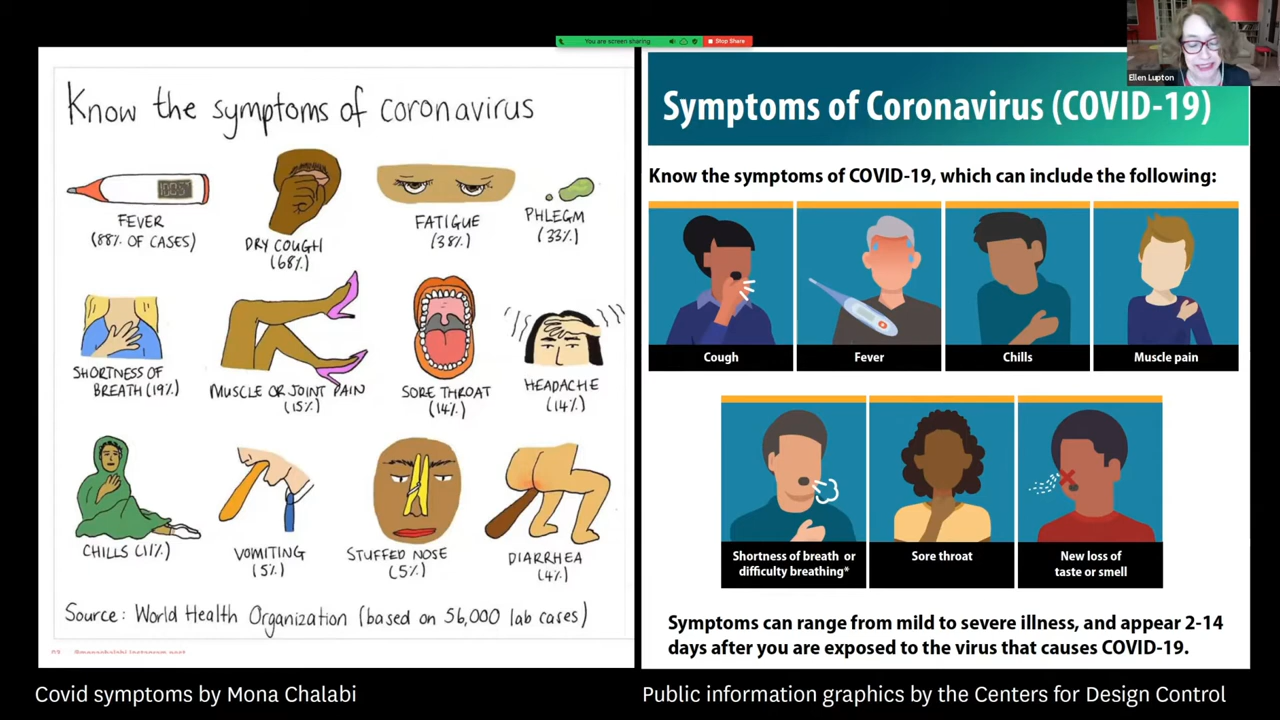 You are screen sharing
Stop Share
Ellen Lupton
Know the symptoms of coronavirus
FEVER
(88% OF CASES)
DRY COUGH
(68%)
FATIGUE
(38%)
PHLEGM
(33%)
SHORTNESS OF
BREATH (19%)
MUSCLE OR JOINT PAIN
(15%)
SORE THROAT
(14%)
HEADACHE
(14%)
CHILLS (11%)
VOMITING
(5%)
STUFFED NOSE
(5%)
DIARRHEA
(4%)
Source: World Health Organization (based on 56,000 lab cases)
Symptoms of Coronavirus (COVID-19)
Know the symptoms of COVID-19, which can include the following:
Cough
Fever
Chills
Muscle pain
Shortness of breath or
difficulty breathing*
Sore throat
New loss of
taste or smell
Symptoms can range from mild to severe illness, and appear 2-14
days after you are exposed to the virus that causes COVID-19.
Covid symptoms by Mona Chalabi
Public information graphics by the Centers for Design Control